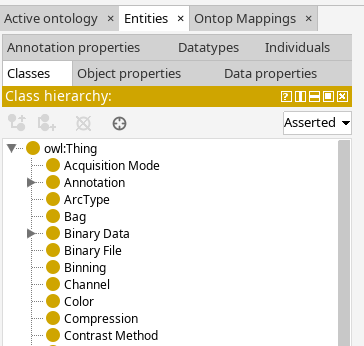 Active ontology × Entities × Ontop Mappings ×
Annotation properties Datatypes Individuals
Classes Object properties Data properties
Class hierarchy:
Asserted
owl:Thing
Acquisition Mode
Annotation
ArcType
Bag
Binary Data
Binary File
Binning
Channel
Color
Compression
Contrast Method